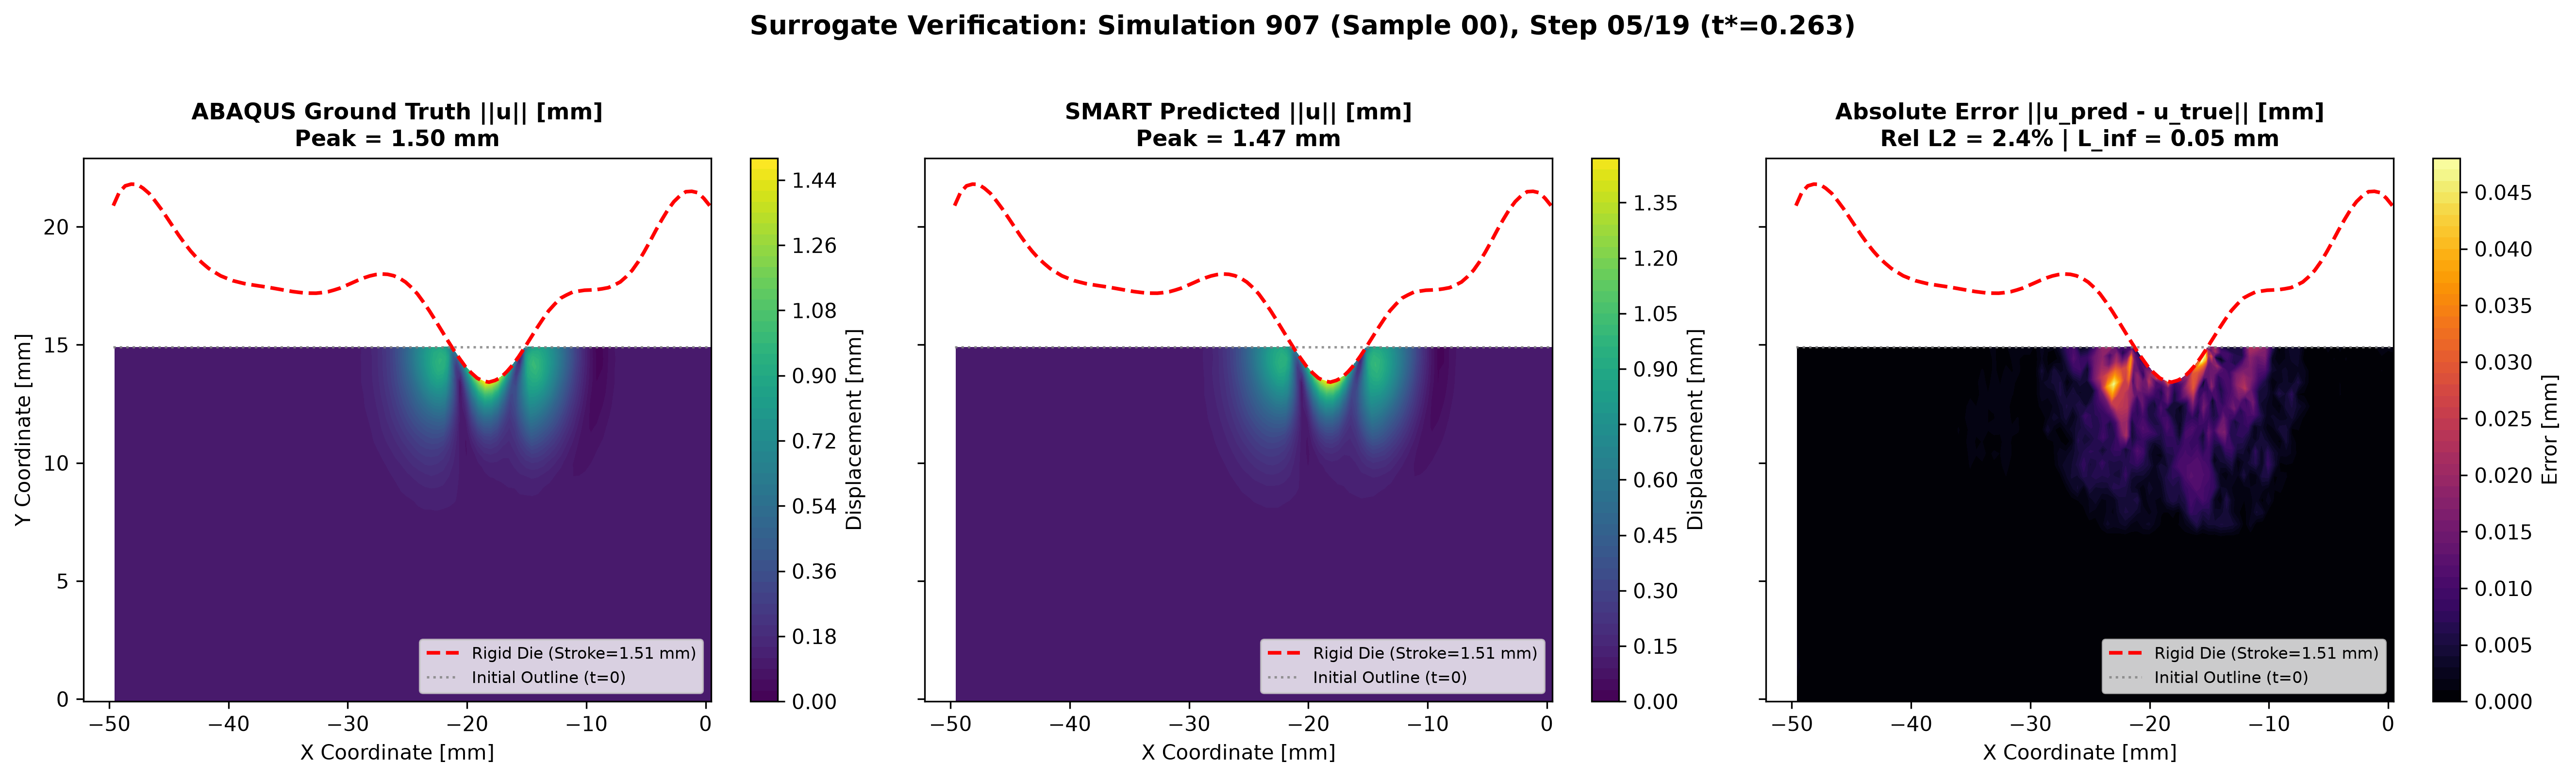 Surrogate Verification: Simulation 907 (Sample 00), Step 05/19 (t*=0.263)
ABAQUS Ground Truth ||u|| [mm]
Peak = 1.50 mm
Y Coordinate [mm]
20
15
10
5
0
−50
−40
−30
−20
−10
0
X Coordinate [mm]
Rigid Die (Stroke=1.51 mm)
Initial Outline (t=0)
1.44
1.26
1.08
0.90
0.72
0.54
0.36
0.18
0.00
Displacement [mm]
SMART Predicted ||u|| [mm]
Peak = 1.47 mm
−50
−40
−30
−20
−10
0
X Coordinate [mm]
Rigid Die (Stroke=1.51 mm)
Initial Outline (t=0)
1.35
1.20
1.05
0.90
0.75
0.60
0.45
0.30
0.15
0.00
Displacement [mm]
Absolute Error ||u_pred - u_true|| [mm]
Rel L2 = 2.4% | L_inf = 0.05 mm
−50
−40
−30
−20
−10
0
X Coordinate [mm]
Rigid Die (Stroke=1.51 mm)
Initial Outline (t=0)
0.045
0.040
0.035
0.030
0.025
0.020
0.015
0.010
0.005
0.000
Error [mm]